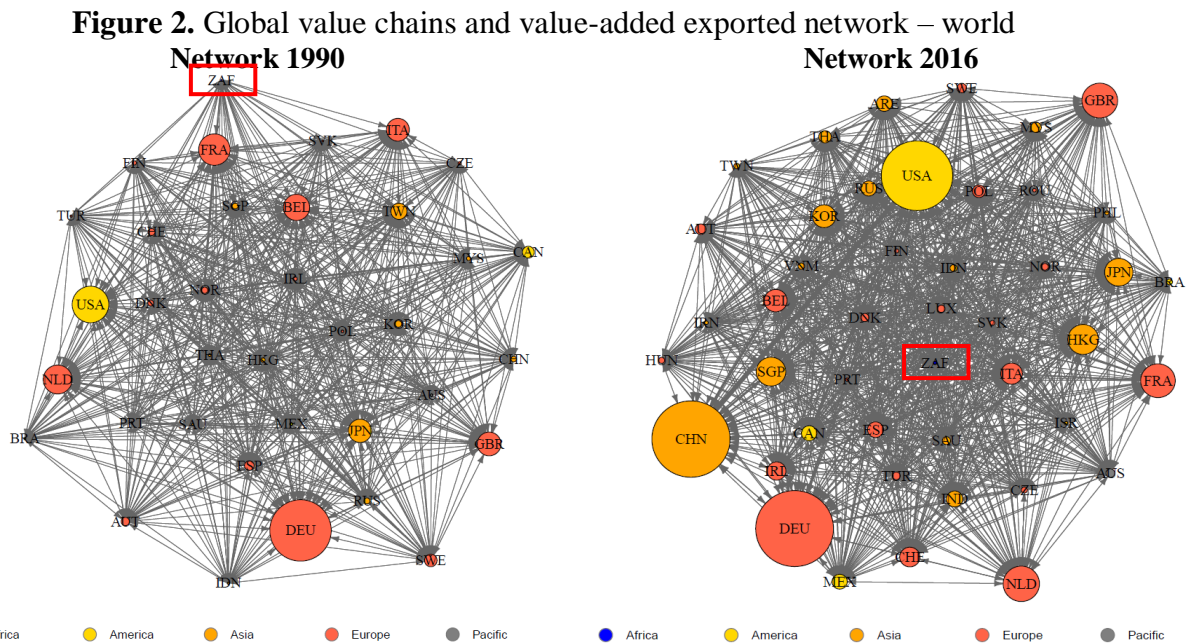 Figure 2. Global value chains and value-added exported network – world
Network 1990
Network 2016
ZAF
ITA
FRA
SVK
FIN
CZE
SGP
BEL
TWN
TUR
CHE
CAN
MYS
IRL
NOR
USA
DNK
KOR
POL
THA
HKG
CHN
NLD
AUS
PRT
SAU
MEX
JPN
BRA
GBR
ESP
RUS
AUT
DEU
SWE
IDN
rica
America
Asia
Europe
Pacific
SWE
GBR
ARE
THA
MYS
TWN
USA
RUS
POL
ROU
KOR
PHL
AUT
FIN
VNM
IDN
NOR
JPN
BRA
BEL
LUX
IRN
DNK
SVK
HKG
HUN
ZAF
SGP
PRT
ITA
FRA
ISR
CHN
CAN
ESP
SAU
IRL
TUR
AUS
CZE
IND
DEU
CHE
MEX
NLD
Africa
America
Asia
Europe
Pacific